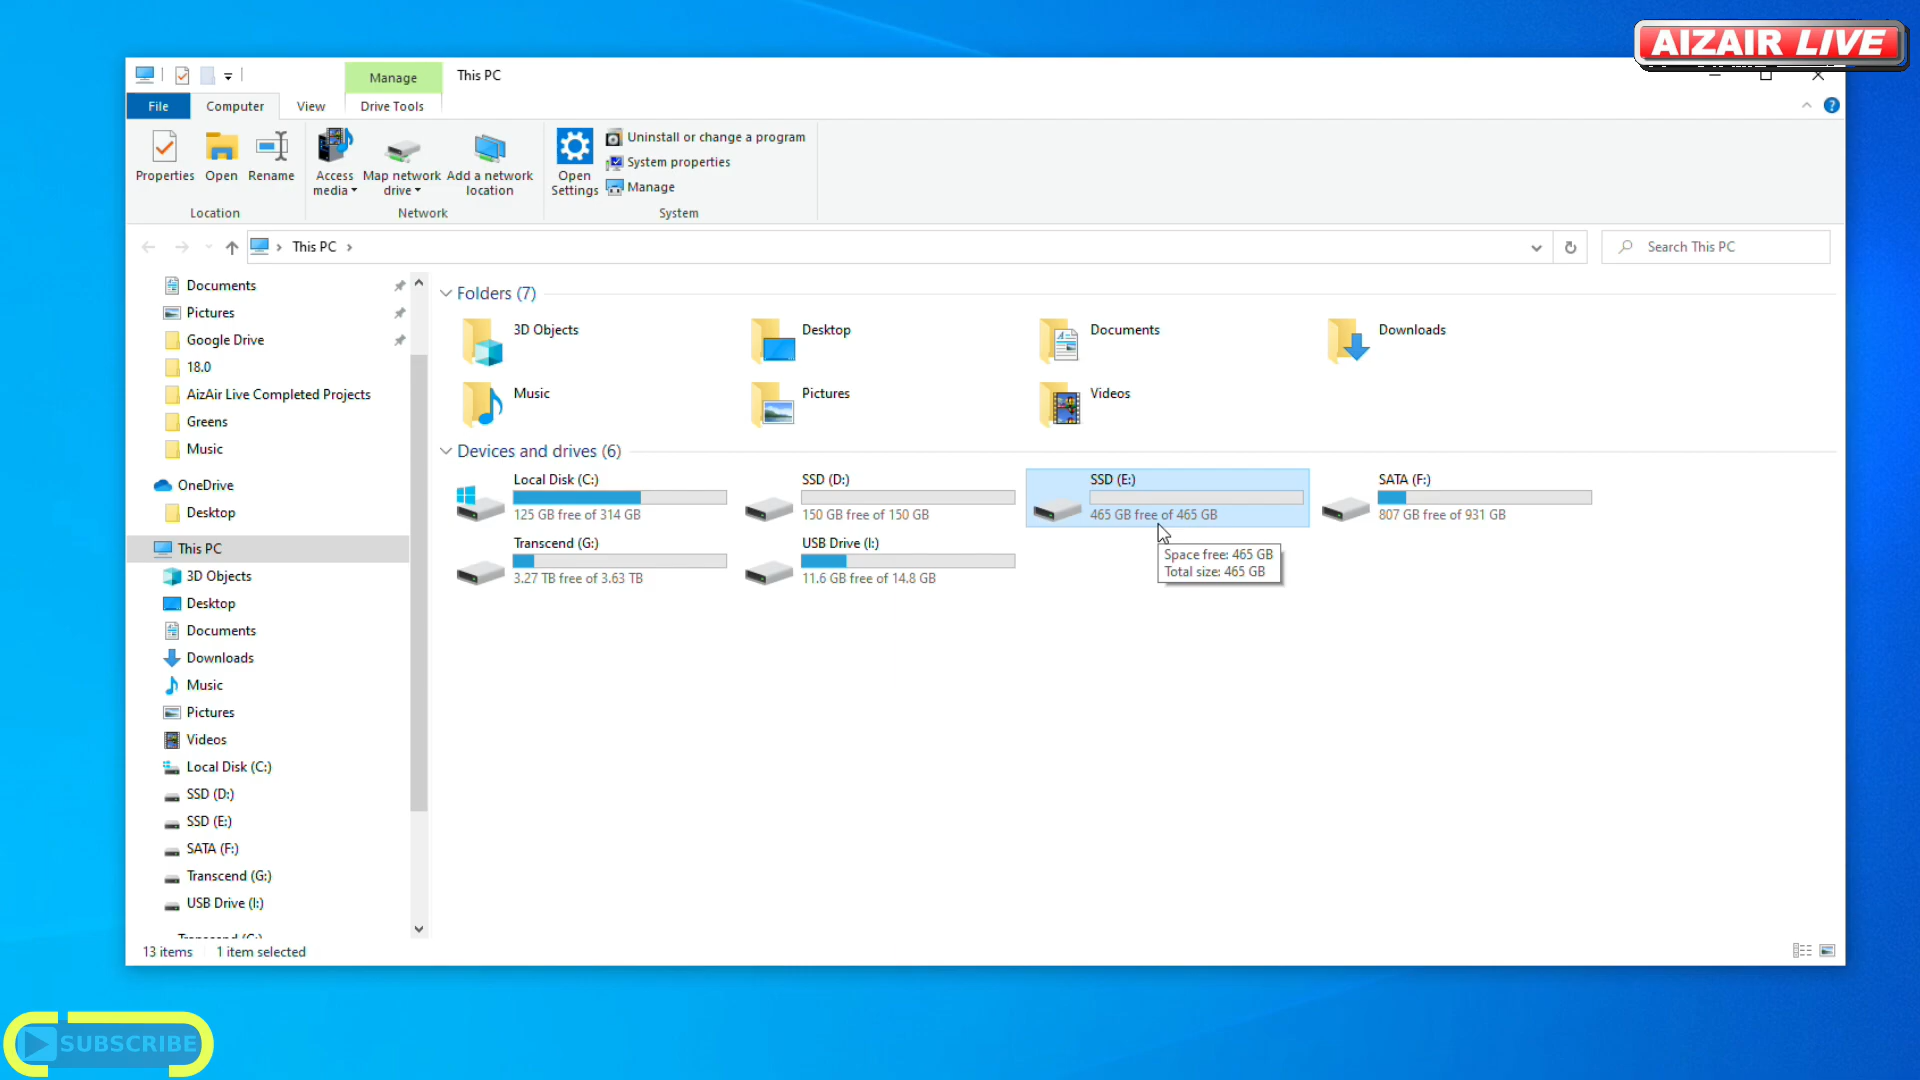 AIZAIR LIVE
Manage
This PC
File
Computer
View
Drive Tools
Properties
Open
Rename
Access
media
Map network
drive
Add a network
location
Open
Settings
Uninstall or change a program
System properties
Manage
Location
Network
System
This PC
Search This PC
Documents
Pictures
Google Drive
18.0
AizAir Live Completed Projects
Greens
Music
OneDrive
Desktop
This PC
3D Objects
Desktop
Documents
Downloads
Music
Pictures
Videos
Local Disk (C:)
SSD (D:)
SSD (E:)
SATA (F:)
Transcend (G:)
USB Drive (I:)
Transcend (G:)
Folders (7)
3D Objects
Desktop
Documents
Downloads
Music
Pictures
Videos
Devices and drives (6)
Local Disk (C:)
125 GB free of 314 GB
SSD (D:)
150 GB free of 150 GB
SSD (E:)
465 GB free of 465 GB
SATA (F:)
807 GB free of 931 GB
Transcend (G:)
3.27 TB free of 3.63 TB
USB Drive (I:)
11.6 GB free of 14.8 GB
Space free: 465 GB
Total size: 465 GB
13 items
1 item selected
SUBSCRIBE